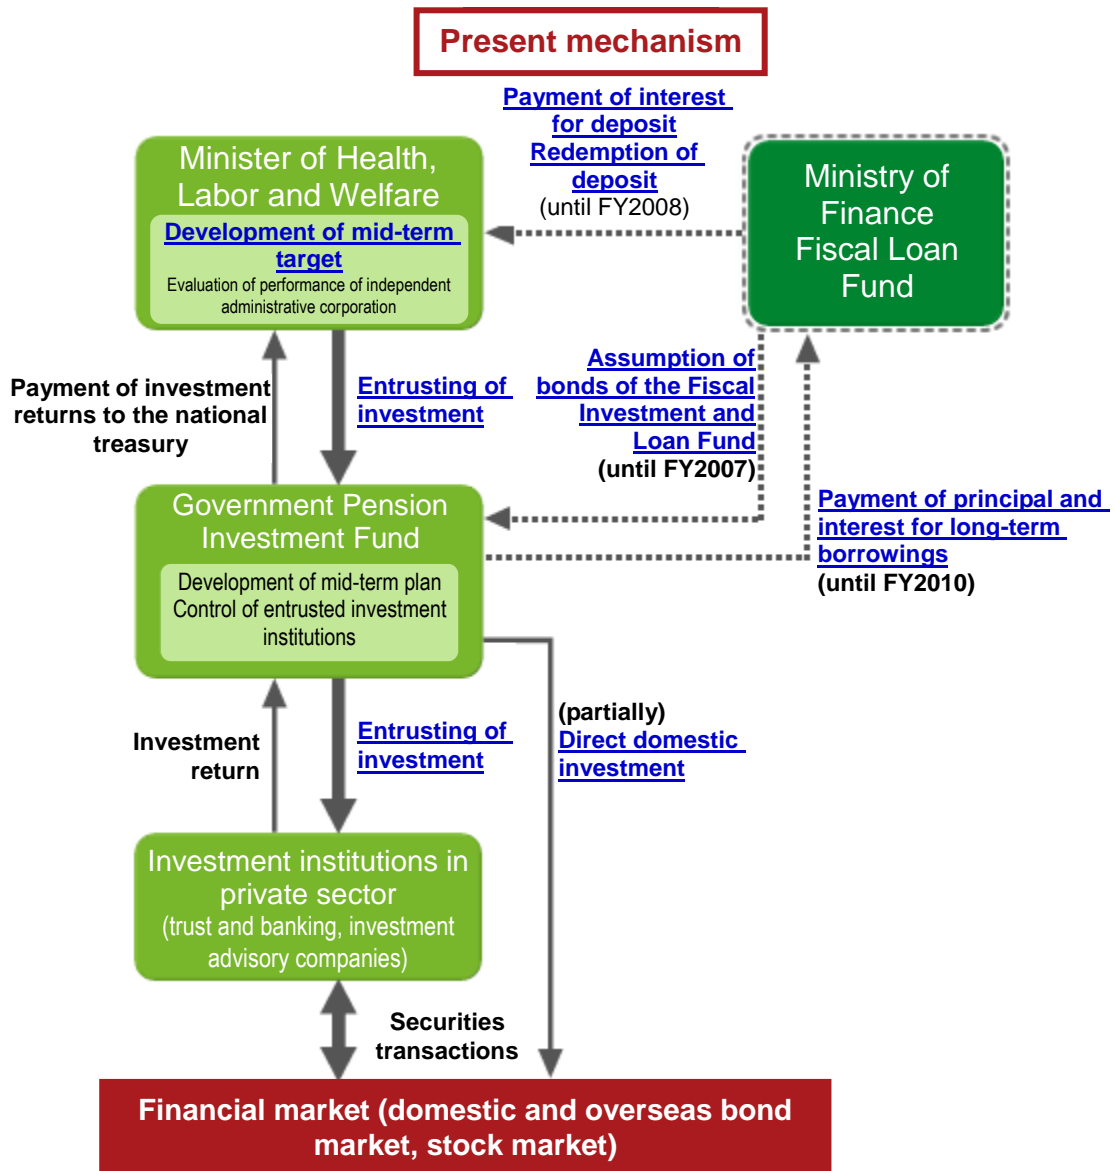 Present mechanism
Payment of interest
for deposit
Redemption of
deposit
(until FY2008)
Minister of Health,
Labor and Welfare
Development of mid-term
target
Evaluation of performance of independent
administrative corporation
Ministry of
Finance
Fiscal Loan
Fund
Payment of investment
returns to the national
treasury
Entrusting of
investment
Assumption of
bonds of the Fiscal
Investment and
Loan Fund
(until FY2007)
Payment of principal and
interest for long-term
borrowings
(until FY2010)
Government Pension
Investment Fund
Development of mid-term plan
Control of entrusted investment
institutions
Investment
return
Entrusting of
investment
(partially)
Direct domestic
investment
Investment institutions in
private sector
(trust and banking, investment
advisory companies)
Securities
transactions
Financial market (domestic and overseas bond
market, stock market)